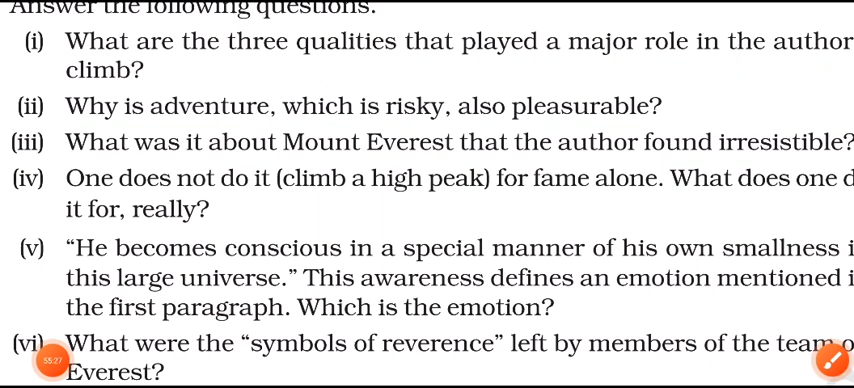 Answer the following questions.
(i) What are the three qualities that played a major role in the author
climb?
(ii) Why is adventure, which is risky, also pleasurable?
(iii) What was it about Mount Everest that the author found irresistible?
(iv) One does not do it (climb a high peak) for fame alone. What does one d
it for, really?
(v) “He becomes conscious in a special manner of his own smallness i
this large universe.” This awareness defines an emotion mentioned i
the first paragraph. Which is the emotion?
(vi) What were the “symbols of reverence” left by members of the team o
55:27
Everest?